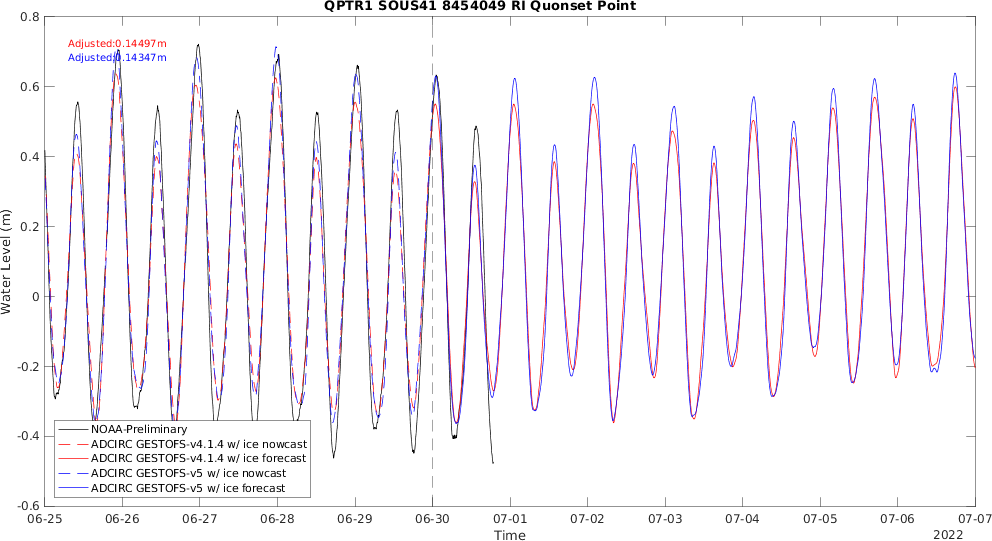 QPTR1 SOUS41 8454049 RI Quonset Point
Adjusted:0.14497m
Adjusted:0.14347m
Water Level (m)
0.8
0.6
0.4
0.2
0
-0.2
-0.4
-0.6
NOAA-Preliminary
ADCIRC GESTOFS-v4.1.4 w/ ice nowcast
ADCIRC GESTOFS-v4.1.4 w/ ice forecast
ADCIRC GESTOFS-v5 w/ ice nowcast
ADCIRC GESTOFS-v5 w/ ice forecast
06-25 06-26 06-27 06-28 06-29 06-30 07-01 07-02 07-03 07-04 07-05 07-06 07-07
Time
2022